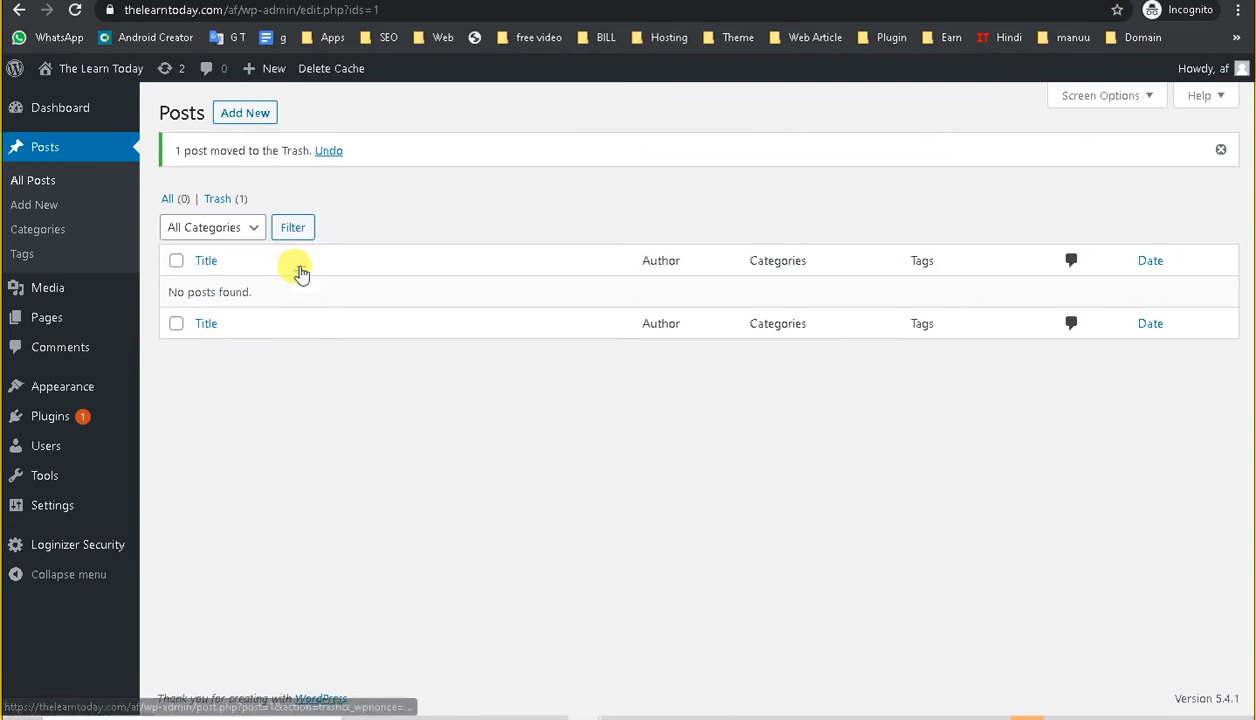 thelearntoday.com/af/wp-admin/edit.php?ids=1
Incognito
WhatsApp Android Creator G T g Apps SEO Web free video BILL Hosting Theme Web Article Plugin Earn Hindi manuu Domain »
The Learn Today 2 0 + New Delete Cache Howdy, af
Dashboard
Posts
All Posts
Add New
Categories
Tags
Media
Pages
Comments
Appearance
Plugins 1
Users
Tools
Settings
Loginizer Security
Collapse menu
Screen Options ▼ Help ▼
Posts Add New
1 post moved to the Trash. Undo
All (0) | Trash (1)
All Categories Filter
Title Author Categories Tags Date
No posts found.
Title Author Categories Tags Date
Thank you for creating with WordPress Version 5.4.1
https://thelearntoday.com/af/wp-admin/post.php?post=1&action=trash&_wpnonce=...